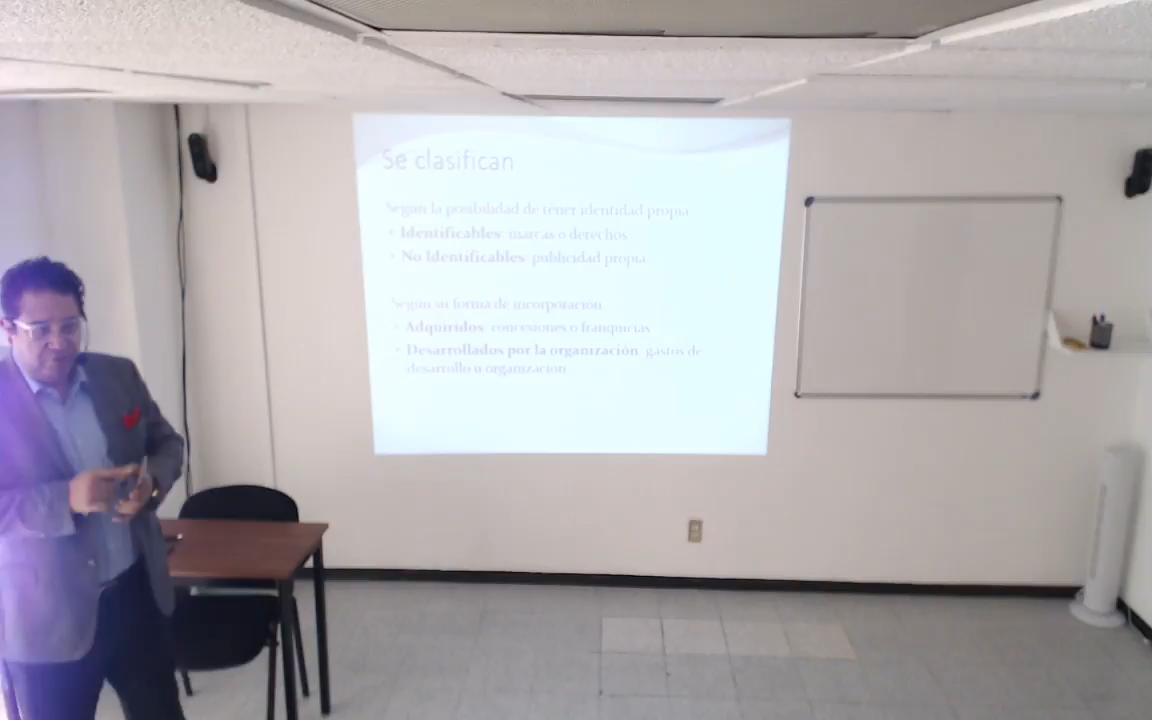 Se clasifican
Según la posibilidad de tener identidad propia
• Identificables: marcas o derechos
• No Identificables: publicidad propia
Según su forma de incorporación
• Adquiridos: concesiones o franquicias
• Desarrollados por la organización: gastos de
desarrollo u organización